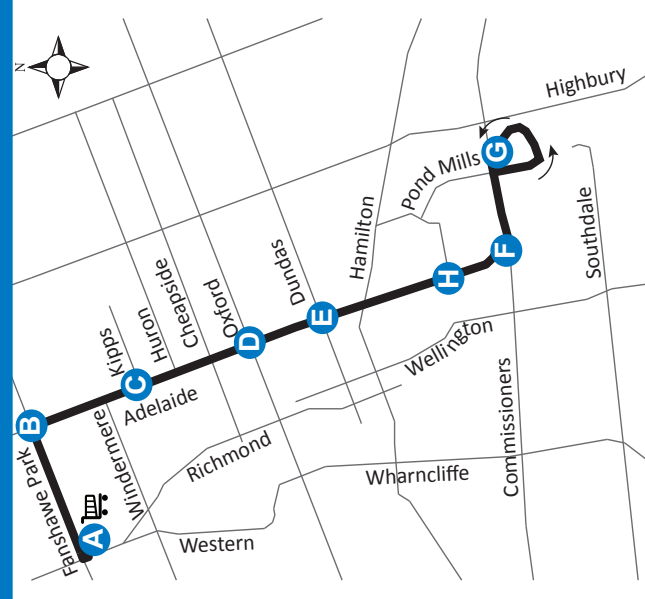 N
Highbury
G
Pond Mills
Hamilton
Southdale
F
H
Dundas
E
Oxford
D
Cheapside
Huron
Kipps
C
Adelaide
B
Windermere
Fanshawe Park
A
Richmond
Western
Wellington
Wharncliffe
Commissioners